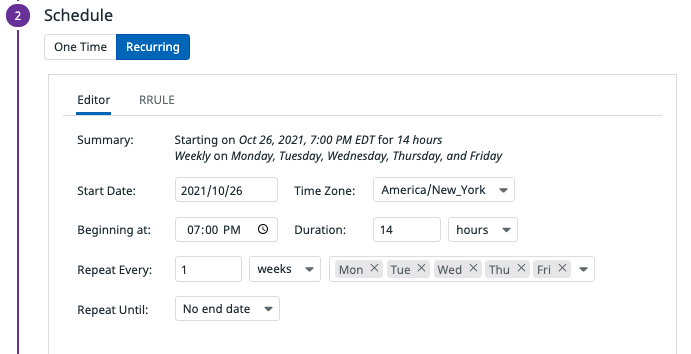 2 Schedule
One Time Recurring
Editor RRULE
Summary: Starting on Oct 26, 2021, 7:00 PM EDT for 14 hours
Weekly on Monday, Tuesday, Wednesday, Thursday, and Friday
Start Date: 2021/10/26 Time Zone: America/New_York
Beginning at: 07:00 PM Duration: 14 hours
Repeat Every: 1 weeks Mon × Tue × Wed × Thu × Fri ×
Repeat Until: No end date